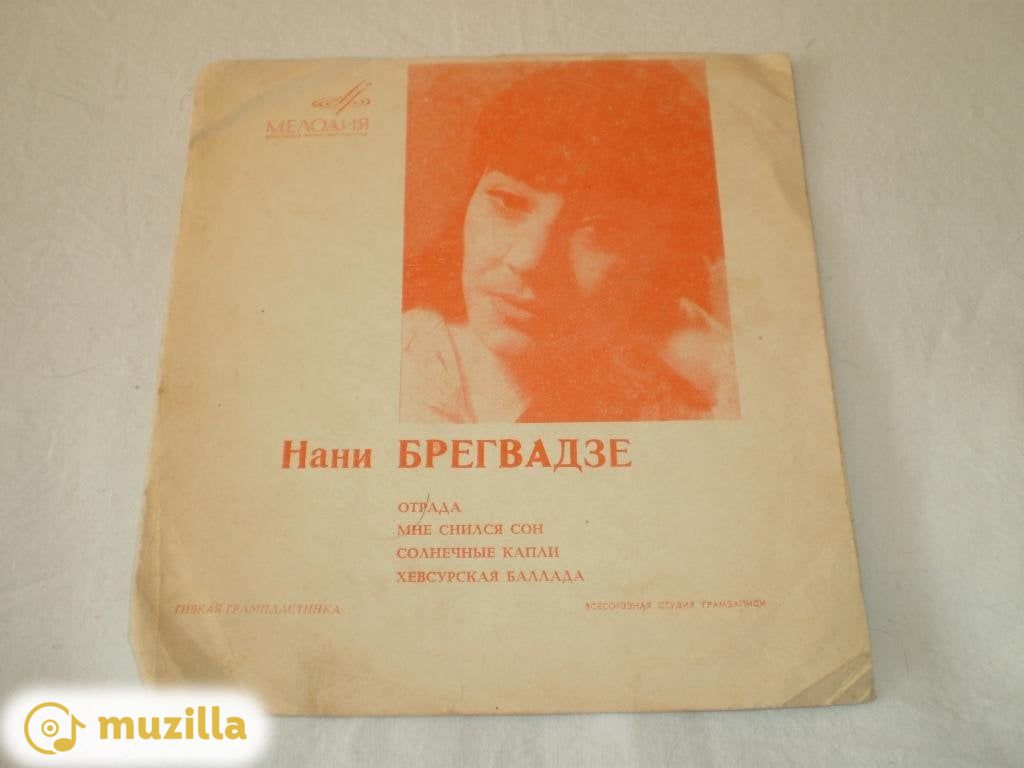 МЕЛОДИЯ
Нани БРЕГВАДЗЕ
ОТРАДА
МНЕ СНИЛСЯ СОН
СОЛНЕЧНЫЕ КАПЛИ
ХЕВСУРСКАЯ БАЛЛАДА
ГИБКАЯ ГРАМПЛАСТИНКА
ВСЕСОЮЗНАЯ СТУДИЯ ГРАМЗАПИСИ
muzilla